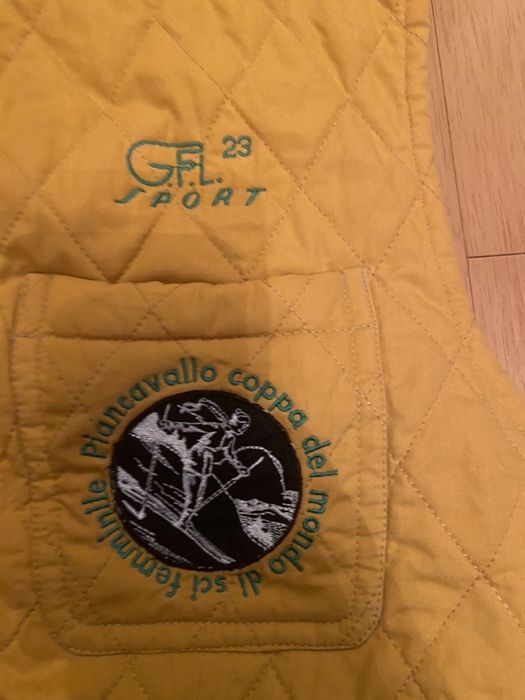 G.F.L. 23
SPORT
Piancavallo coppa del mondo di sci femminile